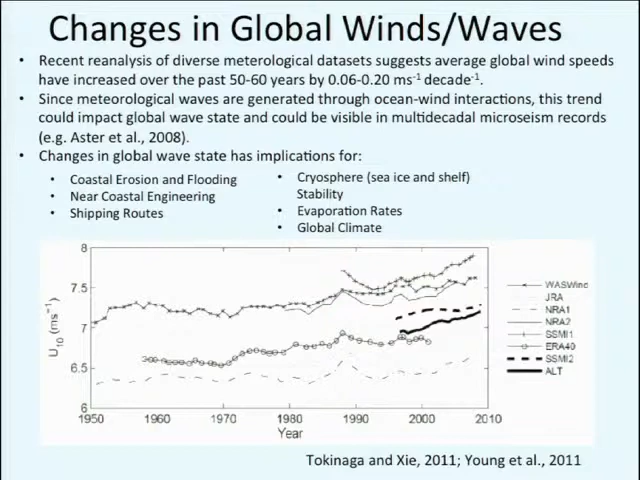 Changes in Global Winds/Waves
• Recent reanalysis of diverse meterological datasets suggests average global wind speeds
have increased over the past 50-60 years by 0.06-0.20 ms⁻¹ decade⁻¹.
• Since meteorological waves are generated through ocean-wind interactions, this trend
could impact global wave state and could be visible in multidecadal microseism records
(e.g. Aster et al., 2008).
• Changes in global wave state has implications for:
• Coastal Erosion and Flooding
• Near Coastal Engineering
• Shipping Routes
• Cryosphere (sea ice and shelf)
Stability
• Evaporation Rates
• Global Climate
8
7.5
7
6.5
6
U₁₀ (ms⁻¹)
1950 1960 1970 1980 1990 2000 2010
Year
WASWind
JRA
NRA1
NRA2
SSMI1
ERA40
SSMI2
ALT
Tokinaga and Xie, 2011; Young et al., 2011